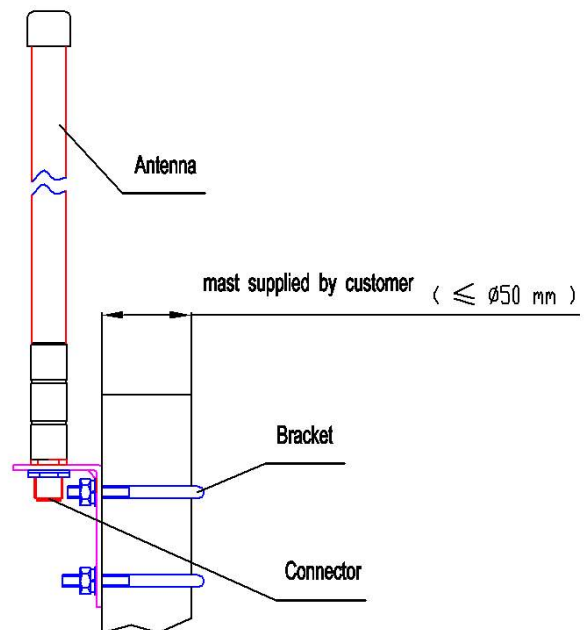 Antenna
mast supplied by customer ( ≤ Ø50 mm )
Bracket
Connector